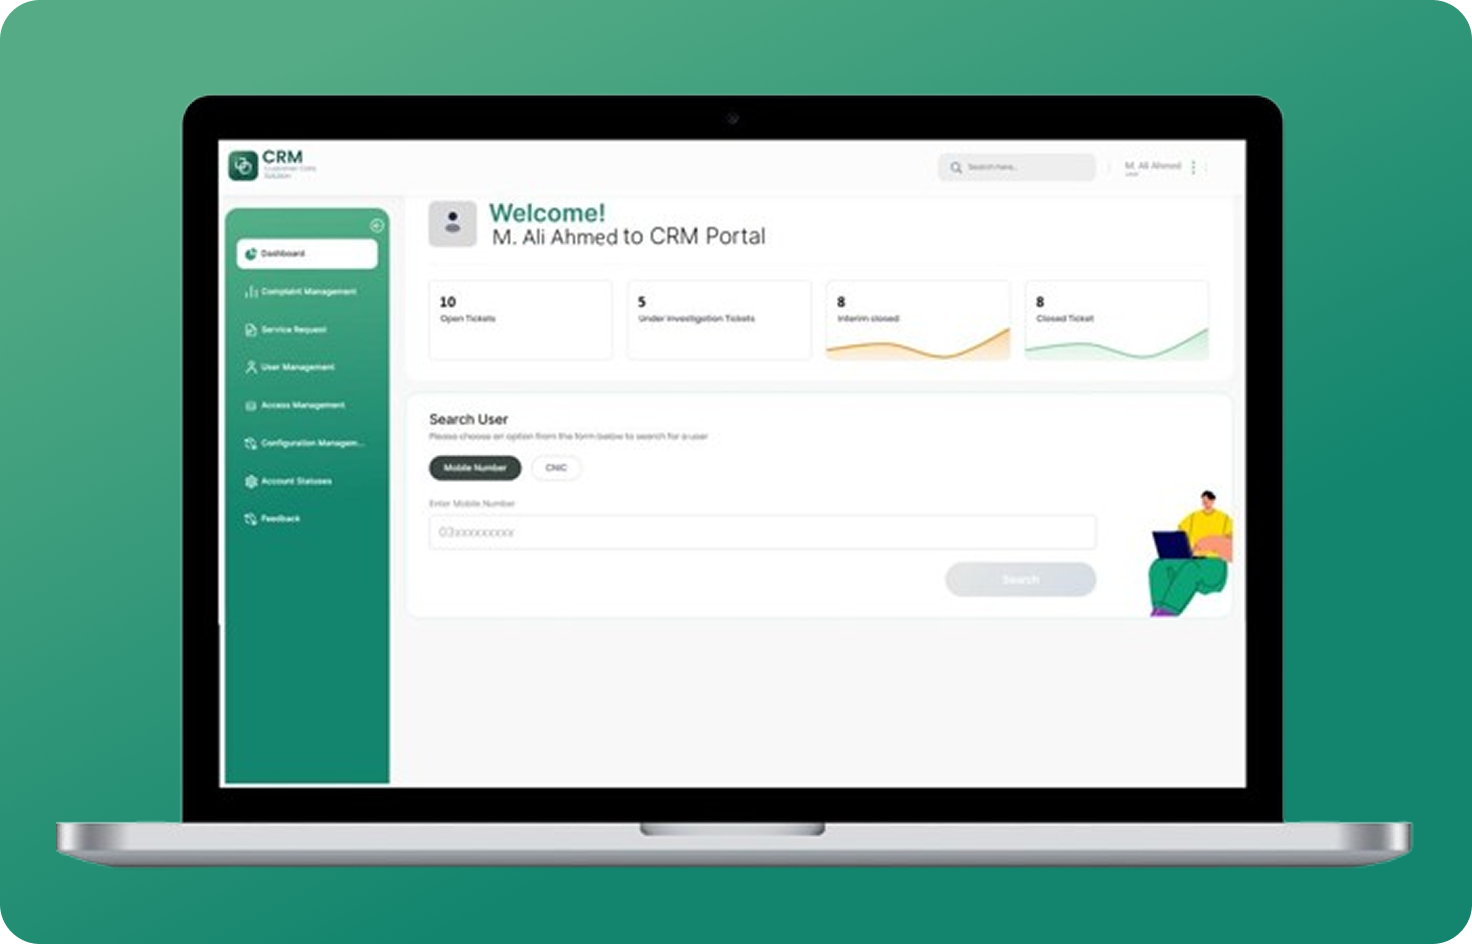 CRM
Customer Care
Solution
Search here..
M. Ali Ahmed
Welcome!
M. Ali Ahmed to CRM Portal
Dashboard
Complaint Management
Service Request
User Management
Access Management
Configuration Managem...
Account Statuses
Feedback
10
Open Tickets
5
Under Investigation Tickets
8
Interim closed
8
Closed Ticket
Search User
Please choose an option from the form below to search for a user
Mobile Number
CNIC
Enter Mobile Number
03xxxxxxxxx
Search